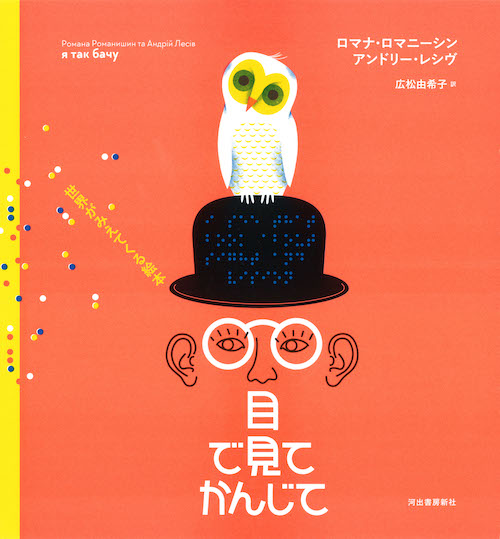 Романа Романишин та Андрій Лесів
я так бачу
ロマナ・ロマニーシン
アンドリー・レシヴ
広松由希子 訳
世界がみえてくる絵本
目
で見て
かんじて
河出書房新社